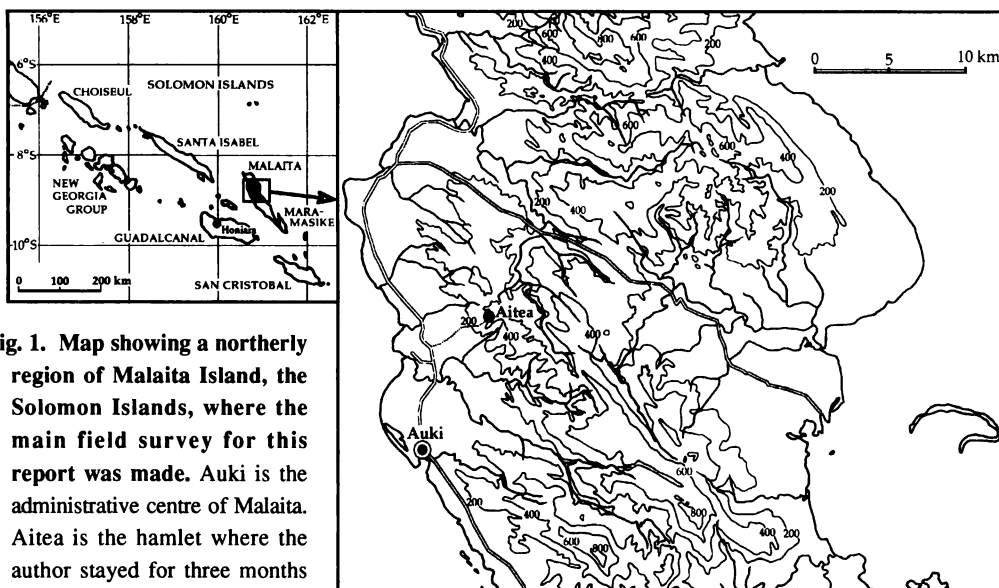 156°E
158°E
160°E
162°E
6°S
8°S
10°S
CHOISEUL
SOLOMON ISLANDS
SANTA ISABEL
MALAITA
NEW
GEORGIA
GROUP
MARA-
MASIKE
Honiara
GUADALCANAL
SAN CRISTOBAL
0 100 200 km
ig. 1. Map showing a northerly
region of Malaita Island, the
Solomon Islands, where the
main field survey for this
report was made. Auki is the
administrative centre of Malaita.
Aitea is the hamlet where the
author stayed for three months
0 5 10 km
200
600
800
600
200
400
600
600
400
200
200
400
Aitea
200
400
400
Auki
600
200
400
800
400
200
600
800